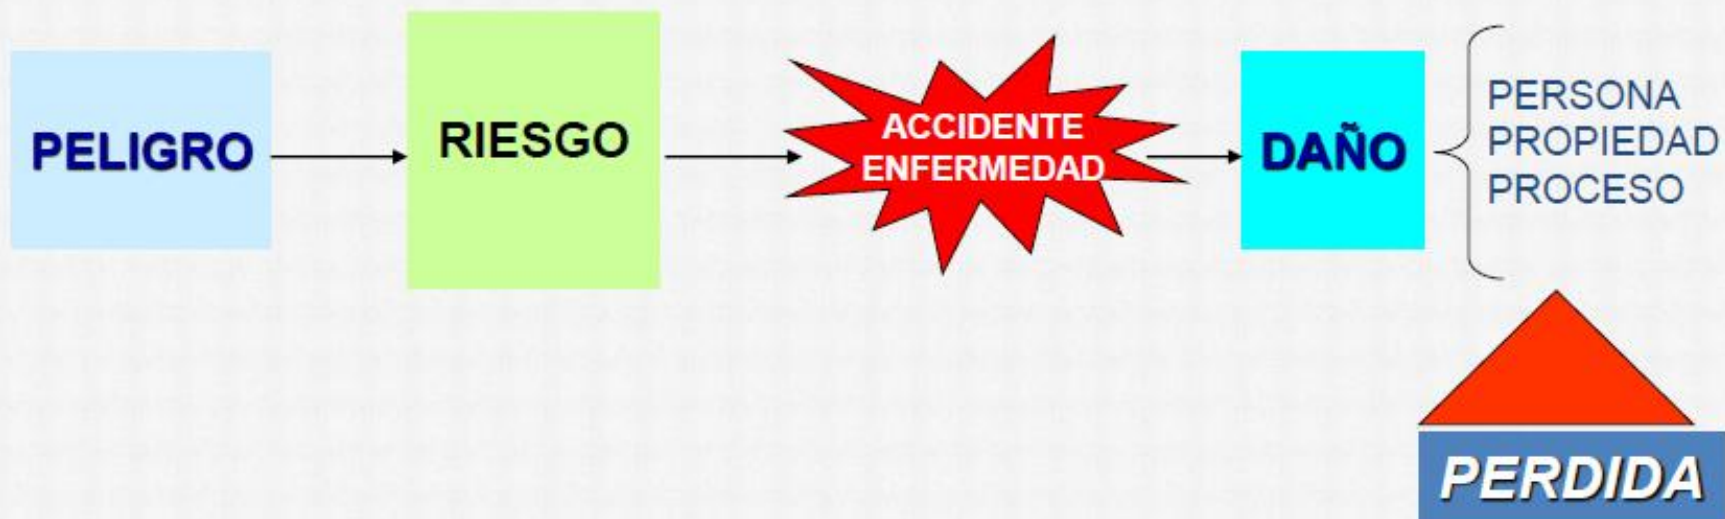 PELIGRO
RIESGO
ACCIDENTE
ENFERMEDAD
DAÑO
PERSONA
PROPIEDAD
PROCESO
PERDIDA